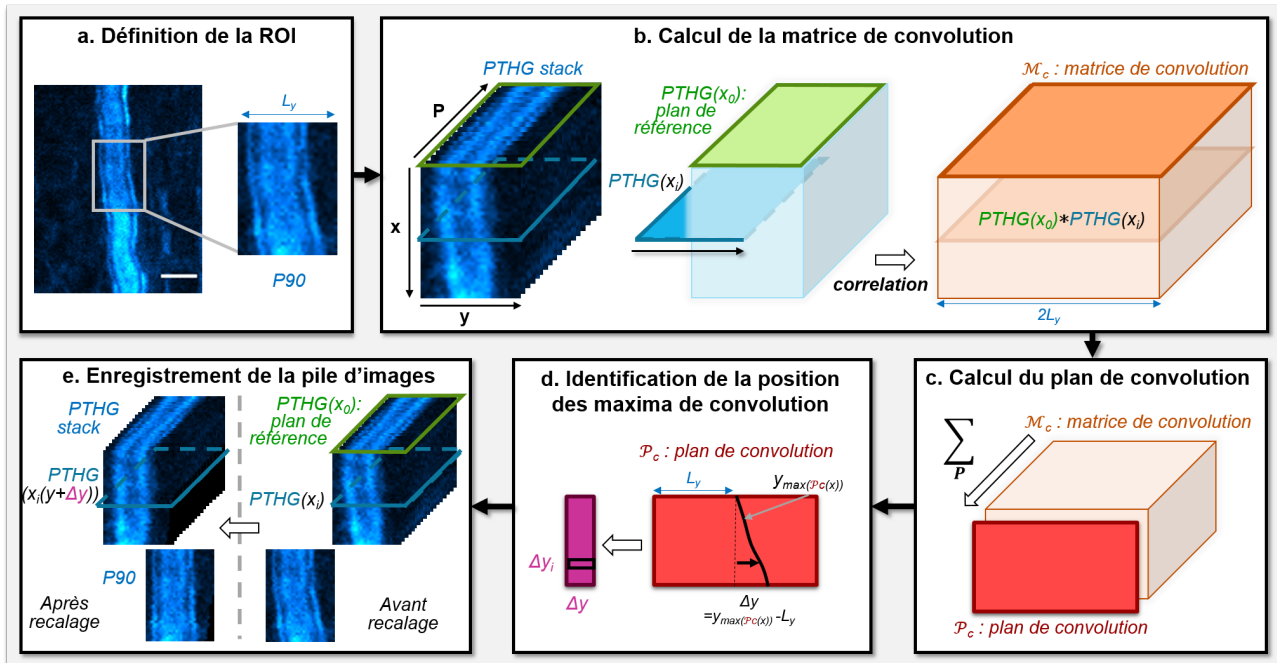 a. Définition de la ROI
Ly
P90
b. Calcul de la matrice de convolution
PTHG stack
P
x
y
PTHG(x0):
plan de
référence
PTHG(xi)
correlation
ℳc : matrice de convolution
PTHG(x0)*PTHG(xi)
2Ly
c. Calcul du plan de convolution
ℳc : matrice de convolution
∑
P
𝒫c : plan de convolution
d. Identification de la position
des maxima de convolution
𝒫c : plan de convolution
Ly
ymax(𝒫c(x))
Δyi
Δy
Δy
=ymax(𝒫c(x)) -Ly
e. Enregistrement de la pile d'images
PTHG
stack
PTHG
(xi(y+Δy))
P90
Après
recalage
PTHG(x0):
plan de
référence
PTHG(xi)
Avant
recalage